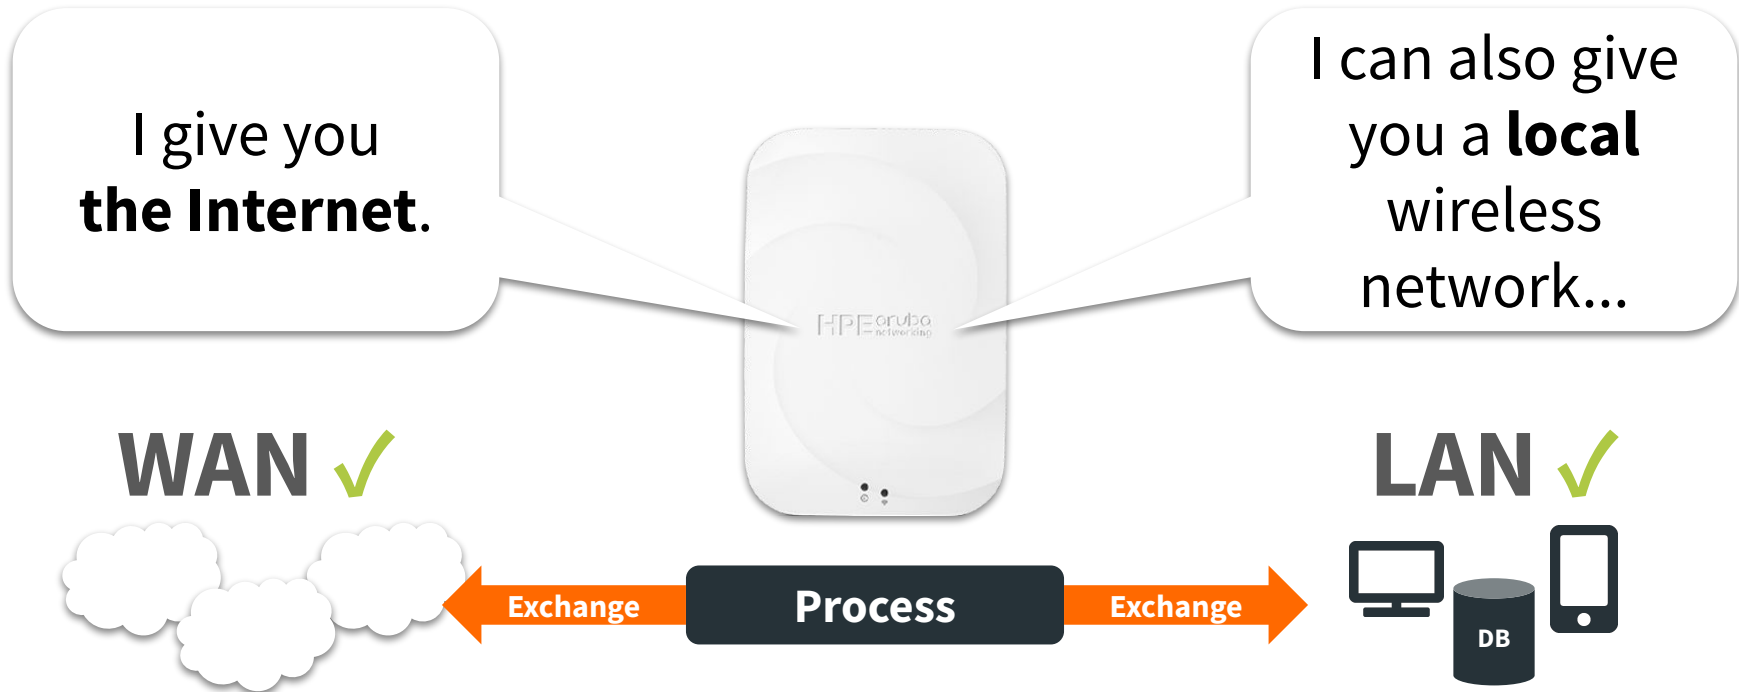 I give you
the Internet.
I can also give
you a local
wireless
network...
HPE aruba
networking
WAN ✓
LAN ✓
Exchange
Process
Exchange
DB